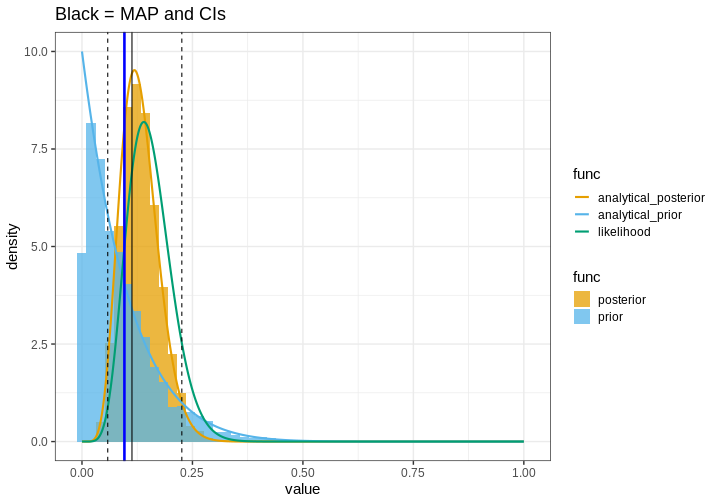 Black = MAP and CIs
10.0
7.5
5.0
2.5
0.0
density
0.00
0.25
0.50
0.75
1.00
value
func
analytical_posterior
analytical_prior
likelihood
func
posterior
prior